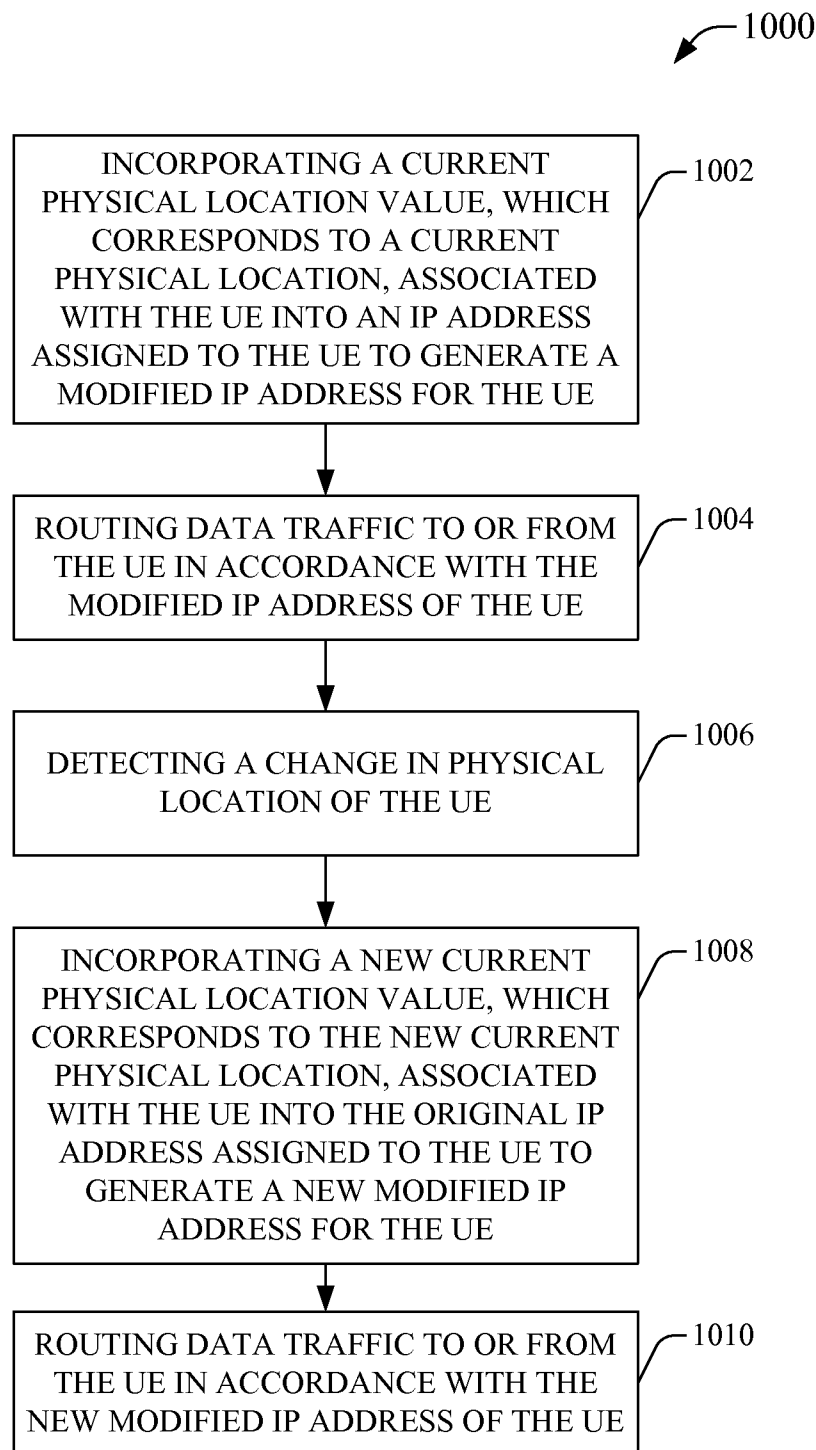 1000
INCORPORATING A CURRENT
PHYSICAL LOCATION VALUE, WHICH
CORRESPONDS TO A CURRENT
PHYSICAL LOCATION, ASSOCIATED
WITH THE UE INTO AN IP ADDRESS
ASSIGNED TO THE UE TO GENERATE A
MODIFIED IP ADDRESS FOR THE UE
1002
ROUTING DATA TRAFFIC TO OR FROM
THE UE IN ACCORDANCE WITH THE
MODIFIED IP ADDRESS OF THE UE
1004
DETECTING A CHANGE IN PHYSICAL
LOCATION OF THE UE
1006
INCORPORATING A NEW CURRENT
PHYSICAL LOCATION VALUE, WHICH
CORRESPONDS TO THE NEW CURRENT
PHYSICAL LOCATION, ASSOCIATED
WITH THE UE INTO THE ORIGINAL IP
ADDRESS ASSIGNED TO THE UE TO
GENERATE A NEW MODIFIED IP
ADDRESS FOR THE UE
1008
ROUTING DATA TRAFFIC TO OR FROM
THE UE IN ACCORDANCE WITH THE
NEW MODIFIED IP ADDRESS OF THE UE
1010